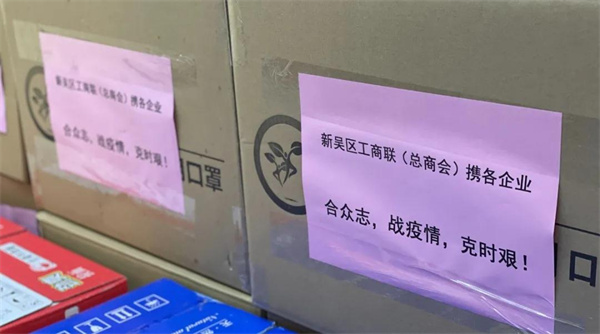 新吴区工商联（总商会）携各企业
合众志，战疫情，克时艰！
口罩
新吴区工商联（总商会）携各企业
合众志，战疫情，克时艰！
口